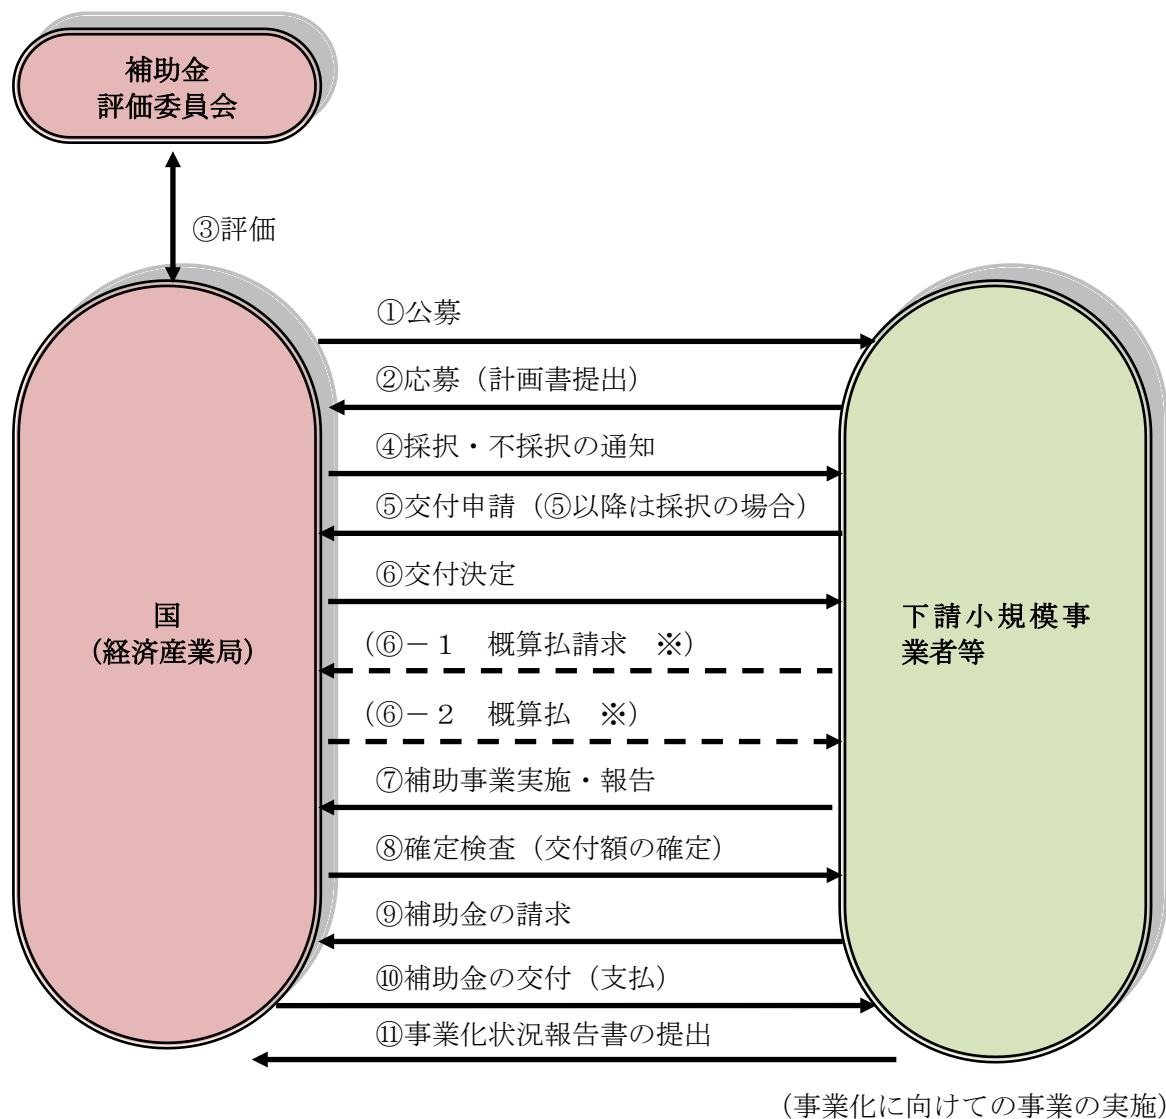 補助金
評価委員会
③評価
①公募
②応募（計画書提出）
④採択・不採択の通知
⑤交付申請（⑤以降は採択の場合）
⑥交付決定
国
（経済産業局）
下請小規模事
業者等
（⑥－１　概算払請求　※）
（⑥－２　概算払　※）
⑦補助事業実施・報告
⑧確定検査（交付額の確定）
⑨補助金の請求
⑩補助金の交付（支払）
⑪事業化状況報告書の提出
（事業化に向けての事業の実施）